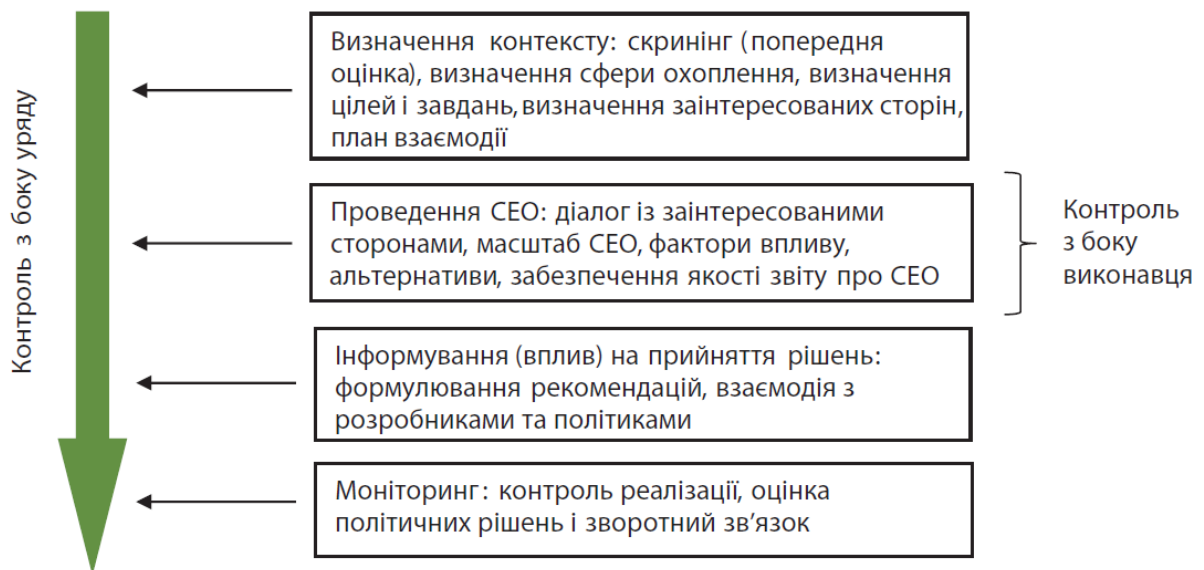 Контроль з боку уряду
Визначення контексту: скринінг (попередня
оцінка), визначення сфери охоплення, визначення
цілей і завдань, визначення заінтересованих сторін,
план взаємодії
Проведення СЕО: діалог із заінтересованими
сторонами, масштаб СЕО, фактори впливу,
альтернативи, забезпечення якості звіту про СЕО
Контроль
з боку
виконавця
Інформування (вплив) на прийняття рішень:
формулювання рекомендацій, взаємодія з
розробниками та політиками
Моніторинг: контроль реалізації, оцінка
політичних рішень і зворотний зв'язок